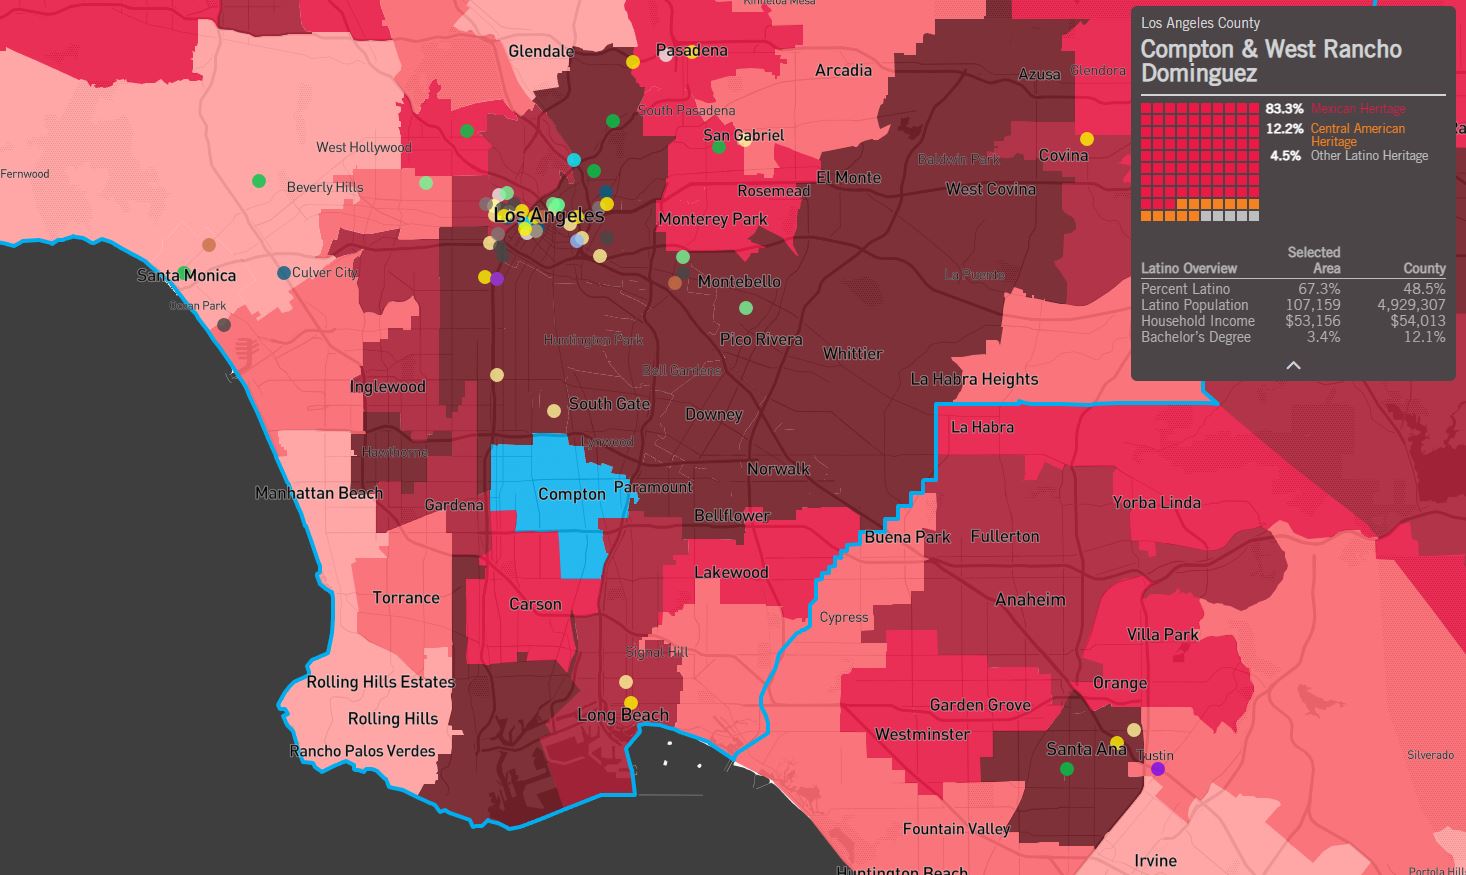 Rinneloa Mesa
Glendale
Pasadena
Arcadia
Azusa
Glendora
South Pasadena
San Gabriel
West Hollywood
Baldwin Park
Covina
Fernwood
El Monte
Beverly Hills
Rosemead
West Covina
Los Angeles
Monterey Park
Santa Monica
Culver City
La Puente
Montebello
Ocean Park
Huntington Park
Pico Rivera
Whittier
Bell Gardens
La Habra Heights
Inglewood
South Gate
Downey
La Habra
Lynwood
Hawthorne
Norwalk
Manhattan Beach
Compton
Paramount
Gardena
Yorba Linda
Bellflower
Buena Park
Fullerton
Lakewood
Torrance
Carson
Anaheim
Cypress
Villa Park
Signal Hill
Rolling Hills Estates
Orange
Garden Grove
Rolling Hills
Long Beach
Westminster
Rancho Palos Verdes
Santa Ana
Tustin
Silverado
Fountain Valley
Irvine
Huntington Beach
Portola Hill
Los Angeles County
Compton & West Rancho
Dominguez
83.3% Mexican Heritage
12.2% Central American
Heritage
4.5% Other Latino Heritage
Selected
Latino Overview Area County
Percent Latino 67.3% 48.5%
Latino Population 107,159 4,929,307
Household Income $53,156 $54,013
Bachelor's Degree 3.4% 12.1%